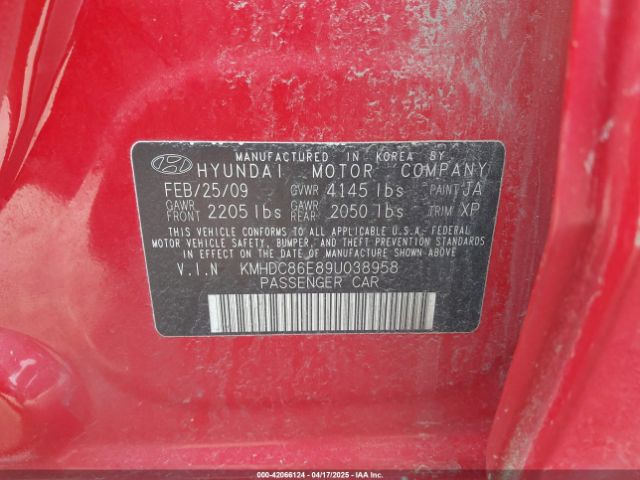 MANUFACTURED IN KOREA BY
HYUNDAI MOTOR COMPANY
FEB/25/09 GVWR 4145 lbs PAINT JA
GAWR FRONT 2205 lbs GAWR REAR 2050 lbs TRIM XP
THIS VEHICLE CONFORMS TO ALL APPLICABLE U.S.A- FEDERAL
MOTOR VEHICLE SAFETY, BUMPER, AND THEFT PREVENTION STANDARDS
IN EFFECT ON THE DATE OF MANUFACTURE SHOWN ABOVE
V.I.N KMHDC86E89U038958
PASSENGER CAR
000-42066124 - 04/17/2025 - IAAI.COM